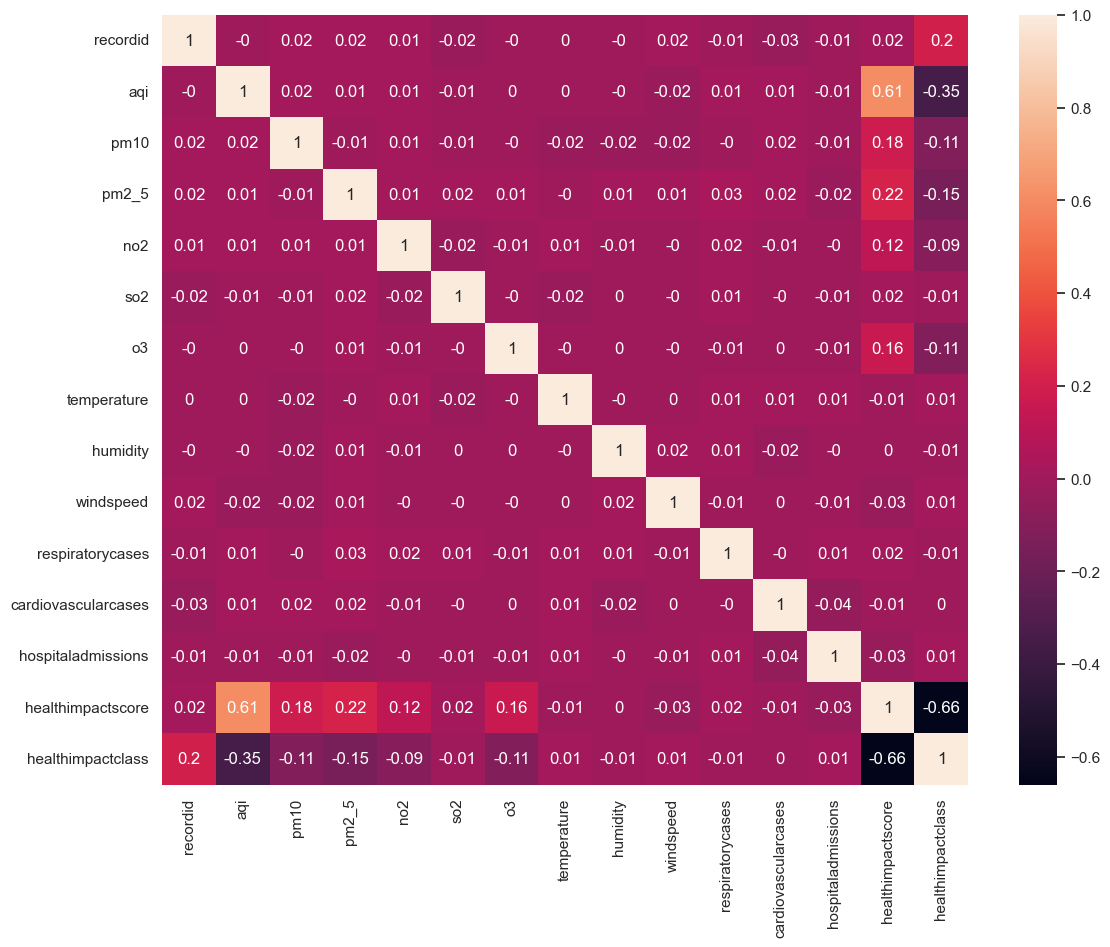 recordid 1 -0 0.02 0.02 0.01 -0.02 -0 0 -0 0.02 -0.01 -0.03 -0.01 0.02 0.2
aqi -0 1 0.02 0.01 0.01 -0.01 0 0 -0 -0.02 0.01 0.01 -0.01 0.61 -0.35
pm10 0.02 0.02 1 -0.01 0.01 -0.01 -0 -0.02 -0.02 -0.02 -0 0.02 -0.01 0.18 -0.11
pm2_5 0.02 0.01 -0.01 1 0.01 0.02 0.01 -0 0.01 0.01 0.03 0.02 -0.02 0.22 -0.15
no2 0.01 0.01 0.01 0.01 1 -0.02 -0.01 0.01 -0.01 -0 0.02 -0.01 -0 0.12 -0.09
so2 -0.02 -0.01 -0.01 0.02 -0.02 1 -0 -0.02 0 -0 0.01 -0 -0.01 0.02 -0.01
o3 -0 0 -0 0.01 -0.01 -0 1 -0 0 -0 -0.01 0 -0.01 0.16 -0.11
temperature 0 0 -0.02 -0 0.01 -0.02 -0 1 -0 0 0.01 0.01 0.01 -0.01 0.01
humidity -0 -0 -0.02 0.01 -0.01 0 0 -0 1 0.02 0.01 -0.02 -0 0 -0.01
windspeed 0.02 -0.02 -0.02 0.01 -0 -0 -0 0 0.02 1 -0.01 0 -0.01 -0.03 0.01
respiratorycases -0.01 0.01 -0 0.03 0.02 0.01 -0.01 0.01 0.01 -0.01 1 -0 0.01 0.02 -0.01
cardiovascularcases -0.03 0.01 0.02 0.02 -0.01 -0 0 0.01 -0.02 0 -0 1 -0.04 -0.01 0
hospitaladmissions -0.01 -0.01 -0.01 -0.02 -0 -0.01 -0.01 0.01 -0 -0.01 0.01 -0.04 1 -0.03 0.01
healthimpactscore 0.02 0.61 0.18 0.22 0.12 0.02 0.16 -0.01 0 -0.03 0.02 -0.01 -0.03 1 -0.66
healthimpactclass 0.2 -0.35 -0.11 -0.15 -0.09 -0.01 -0.11 0.01 -0.01 0.01 -0.01 0 0.01 -0.66 1
recordid
aqi
pm10
pm2_5
no2
so2
o3
temperature
humidity
windspeed
respiratorycases
cardiovascularcases
hospitaladmissions
healthimpactscore
healthimpactclass
1.0
0.8
0.6
0.4
0.2
0.0
−0.2
−0.4
−0.6